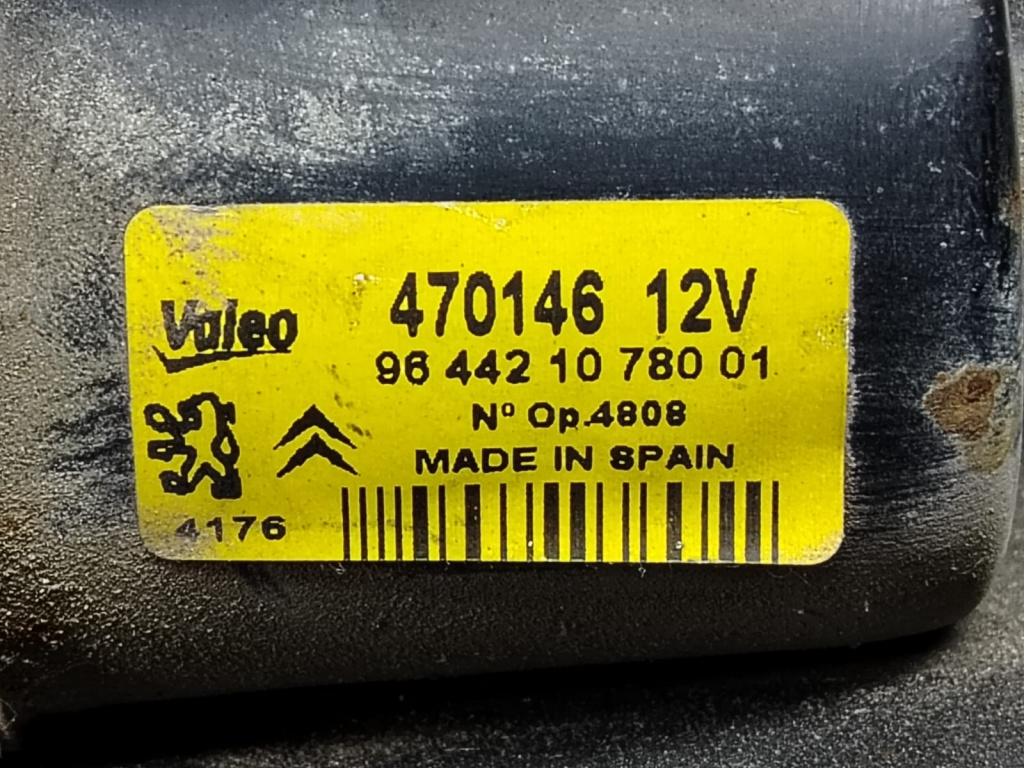 Valeo
470146 12V
96 442 10 780 01
Nº Op.4808
MADE IN SPAIN
4176